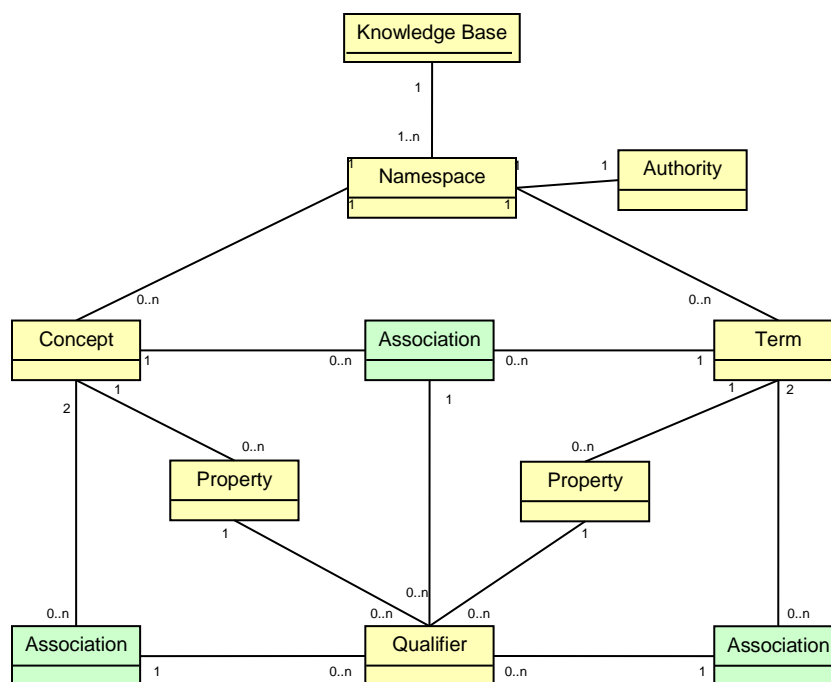 Knowledge Base
1
1..n
1
Namespace
1
1
Authority
1
1
0..n
0..n
Concept
Association
Term
1
0..n
0..n
1
2
1
1
1
2
0..n
0..n
Property
Property
1
1
0..n
0..n
0..n
0..n
0..n
Association
Qualifier
Association
1
0..n
0..n
1